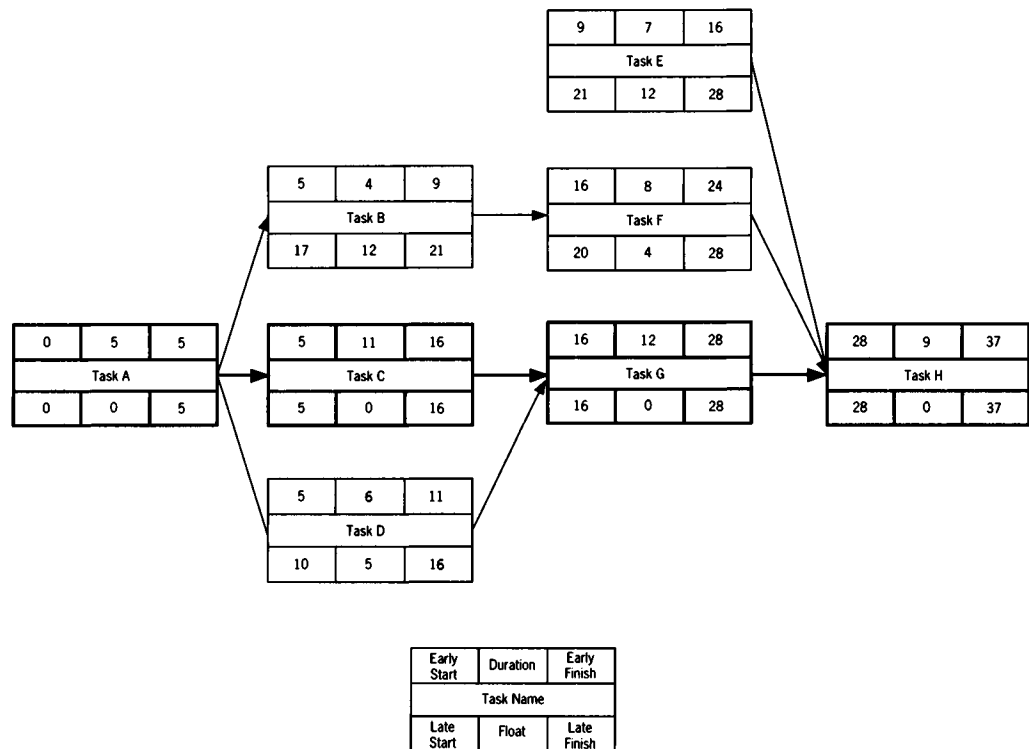 9 7 16
Task E
21 12 28
5 4 9
Task B
17 12 21
16 8 24
Task F
20 4 28
0 5 5
Task A
0 0 5
5 11 16
Task C
5 0 16
16 12 28
Task G
16 0 28
28 9 37
Task H
28 0 37
5 6 11
Task D
10 5 16
Early Start Duration Early Finish
Task Name
Late Start Float Late Finish